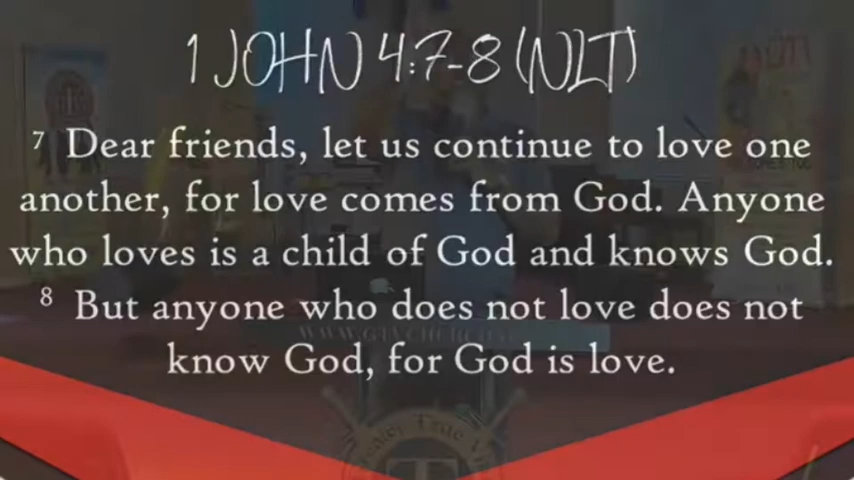 1 JOHN 4:7-8 (NLT)
7 Dear friends, let us continue to love one
another, for love comes from God. Anyone
who loves is a child of God and knows God.
8 But anyone who does not love does not
know God, for God is love.